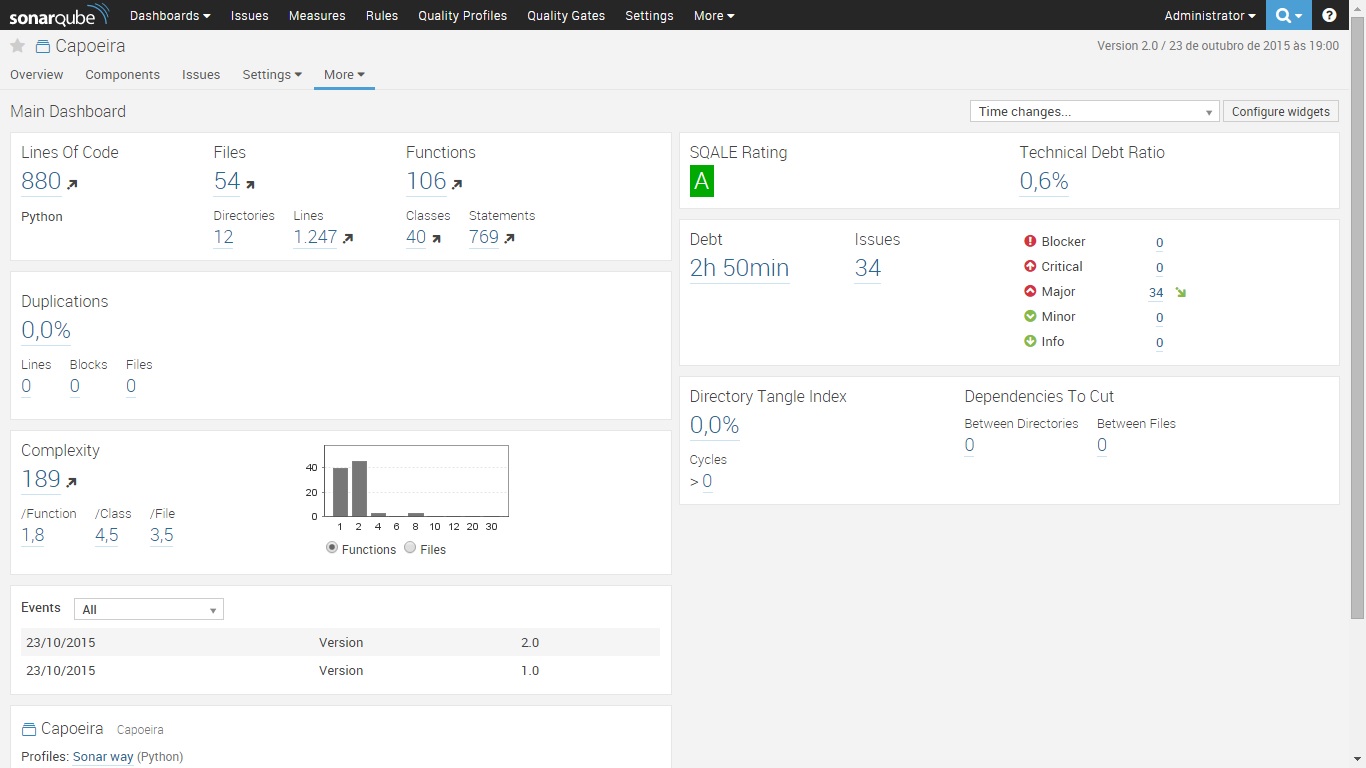 sonarqube Dashboards Issues Measures Rules Quality Profiles Quality Gates Settings More Administrator ?
Capoeira Version 2.0 / 23 de outubro de 2015 às 19:00
Overview Components Issues Settings More
Main Dashboard Time changes... Configure widgets
Lines Of Code Files Functions
880 54 106
Python
Directories Lines Classes Statements
12 1.247 40 769
Duplications
0,0%
Lines Blocks Files
0 0 0
Complexity
189
/Function /Class /File
1,8 4,5 3,5
40
20
0
1 2 4 6 8 10 12 20 30
Functions Files
Events All
23/10/2015 Version 2.0
23/10/2015 Version 1.0
Capoeira Capoeira
Profiles: Sonar way (Python)
SQALE Rating Technical Debt Ratio
A 0,6%
Debt Issues
2h 50min 34
Blocker 0
Critical 0
Major 34
Minor 0
Info 0
Directory Tangle Index Dependencies To Cut
0,0%
Between Directories Between Files
0 0
Cycles
> 0